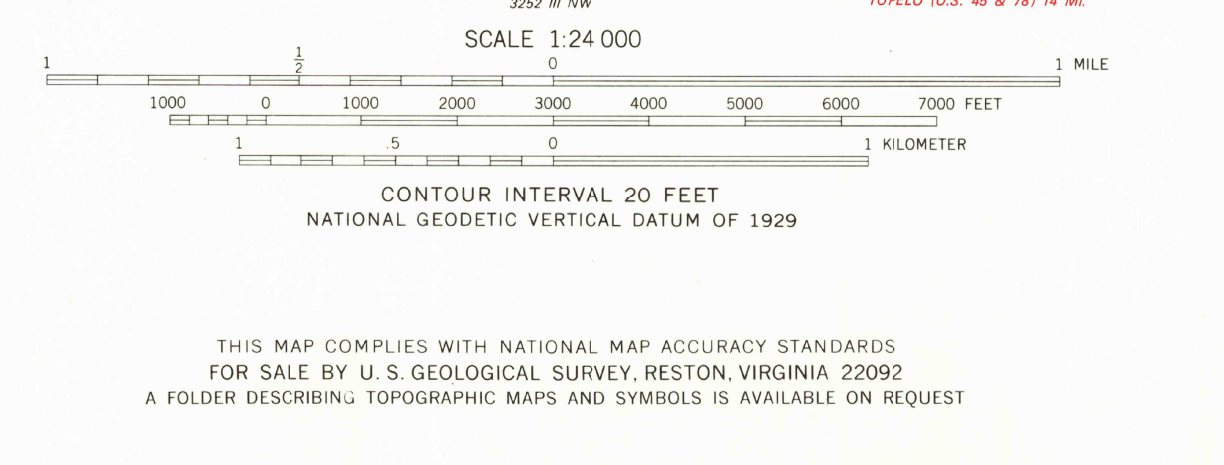 3252 III NW
TUPELO (U.S. 45 & 78) 14 MI.
SCALE 1:24 000
1 1/2 0 1 MILE
1000 0 1000 2000 3000 4000 5000 6000 7000 FEET
1 .5 0 1 KILOMETER
CONTOUR INTERVAL 20 FEET
NATIONAL GEODETIC VERTICAL DATUM OF 1929
THIS MAP COMPLIES WITH NATIONAL MAP ACCURACY STANDARDS
FOR SALE BY U. S. GEOLOGICAL SURVEY, RESTON, VIRGINIA 22092
A FOLDER DESCRIBING TOPOGRAPHIC MAPS AND SYMBOLS IS AVAILABLE ON REQUEST